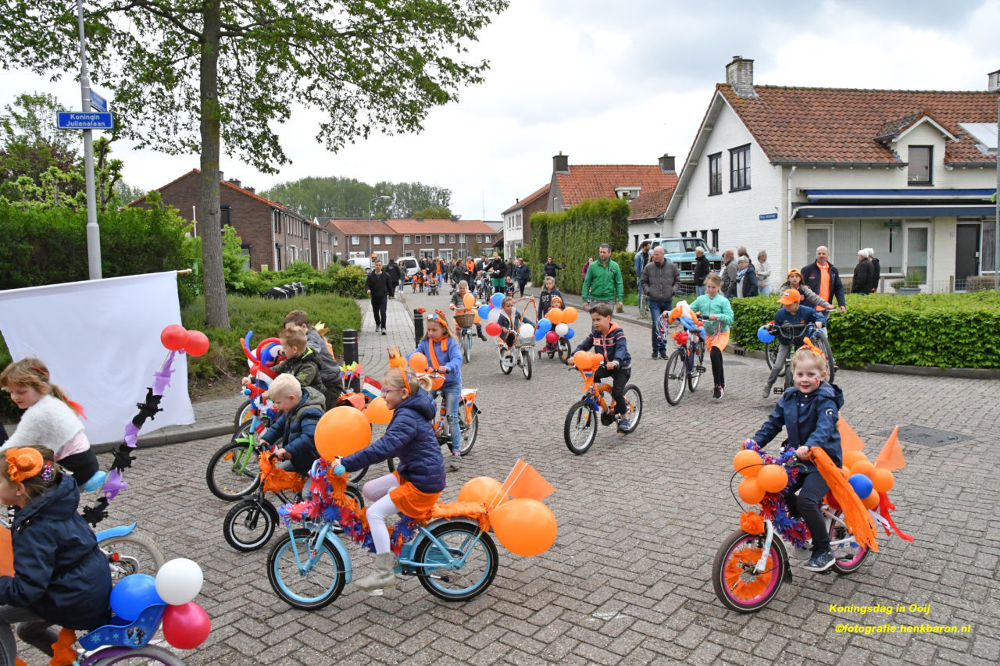 Koningin
Julianalaan
Koningsdag in Ooij
©fotografie:henkbaron.nl